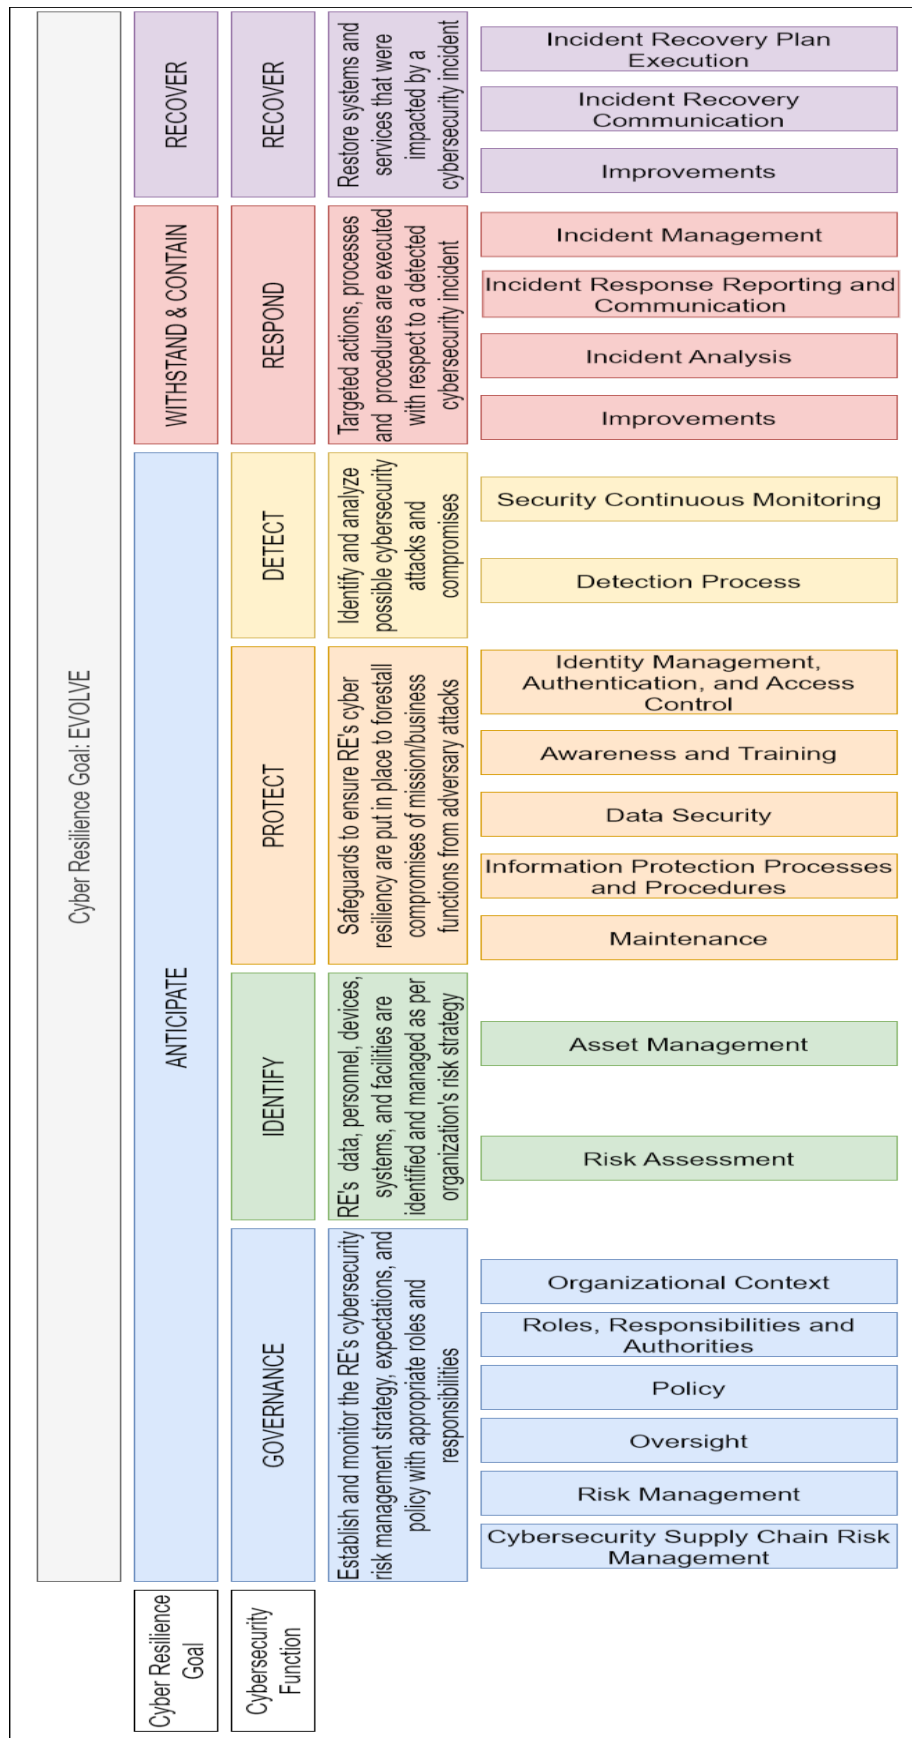 Cyber Resilience Goal: EVOLVE
Cyber Resilience
Goal
ANTICIPATE
WITHSTAND & CONTAIN
RECOVER
Cybersecurity
Function
GOVERNANCE
IDENTIFY
PROTECT
DETECT
RESPOND
RECOVER
Establish and monitor the RE's cybersecurity
risk management strategy, expectations, and
policy with appropriate roles and
responsibilities
RE's data, personnel, devices,
systems, and facilities are
identified and managed as per
organization's risk strategy
Safeguards to ensure RE's cyber
resiliency are put in place to forestall
compromises of mission/business
functions from adversary attacks
Identify and analyze
possible cybersecurity
attacks and
compromises
Targeted actions, processes
and procedures are executed
with respect to a detected
cybersecurity incident
Restore systems and
services that were
impacted by a
cybersecurity incident
Incident Recovery Plan
Execution
Incident Recovery
Communication
Improvements
Incident Management
Incident Response Reporting and
Communication
Incident Analysis
Improvements
Security Continuous Monitoring
Detection Process
Identity Management,
Authentication, and Access
Control
Awareness and Training
Data Security
Information Protection Processes
and Procedures
Maintenance
Asset Management
Risk Assessment
Organizational Context
Roles, Responsibilities and
Authorities
Policy
Oversight
Risk Management
Cybersecurity Supply Chain Risk
Management